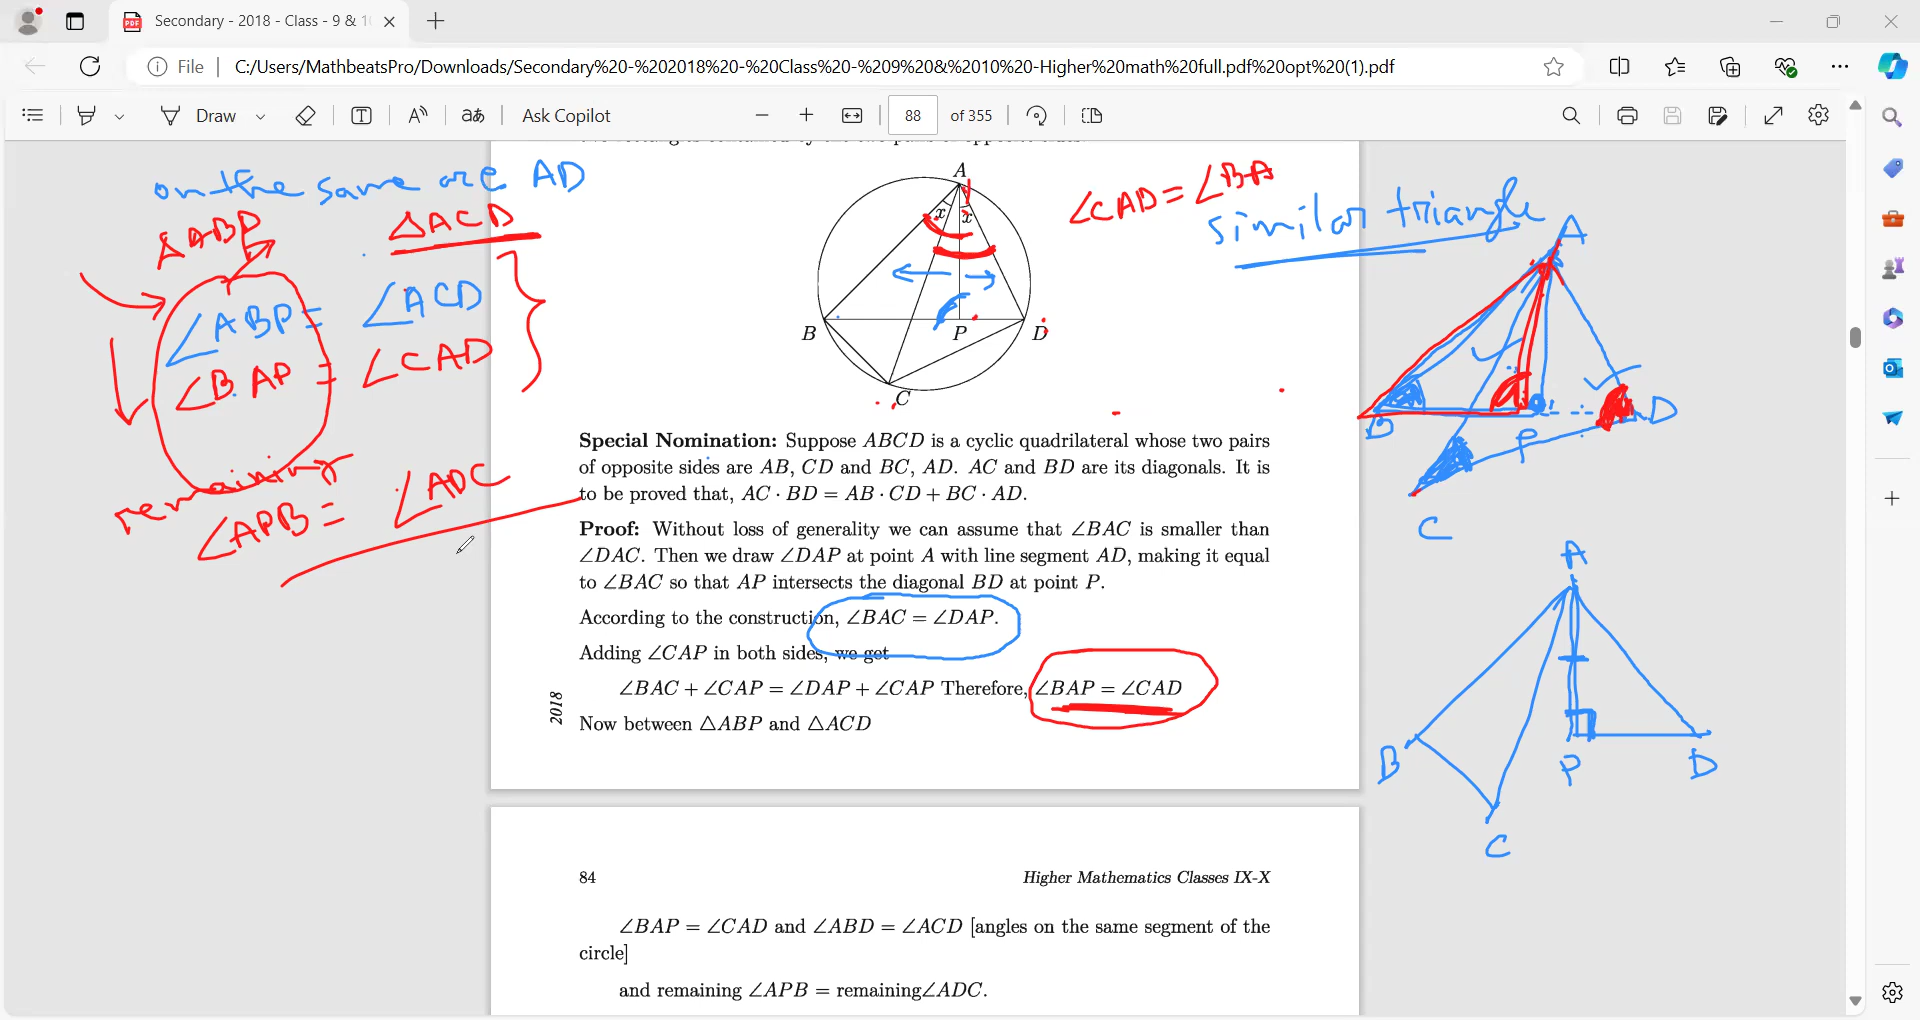 Secondary - 2018 - Class - 9 & 1
File
C:/Users/MathbeatsPro/Downloads/Secondary%20-%202018%20-%20Class%20-%209%20&%2010%20-Higher%20math%20full.pdf%20opt%20(1).pdf
Draw
aあ
Ask Copilot
88 of 355
on the same arc AD
△ABD
△ACD
∠ABP = ∠ACD
∠BAP = ∠CAD
remaining
∠APB = ∠ADC
∠CAD = ∠BA
similar triangle
A
x x
B P D
C
A
B P D
C
A
B P D
C
Special Nomination: Suppose ABCD is a cyclic quadrilateral whose two pairs
of opposite sides are AB, CD and BC, AD. AC and BD are its diagonals. It is
to be proved that, AC · BD = AB · CD + BC · AD.
Proof: Without loss of generality we can assume that ∠BAC is smaller than
∠DAC. Then we draw ∠DAP at point A with line segment AD, making it equal
to ∠BAC so that AP intersects the diagonal BD at point P.
According to the construction, ∠BAC = ∠DAP.
Adding ∠CAP in both sides, we get
∠BAC + ∠CAP = ∠DAP + ∠CAP Therefore, ∠BAP = ∠CAD
2018
Now between △ABP and △ACD
84 Higher Mathematics Classes IX-X
∠BAP = ∠CAD and ∠ABD = ∠ACD [angles on the same segment of the
circle]
and remaining ∠APB = remaining∠ADC.